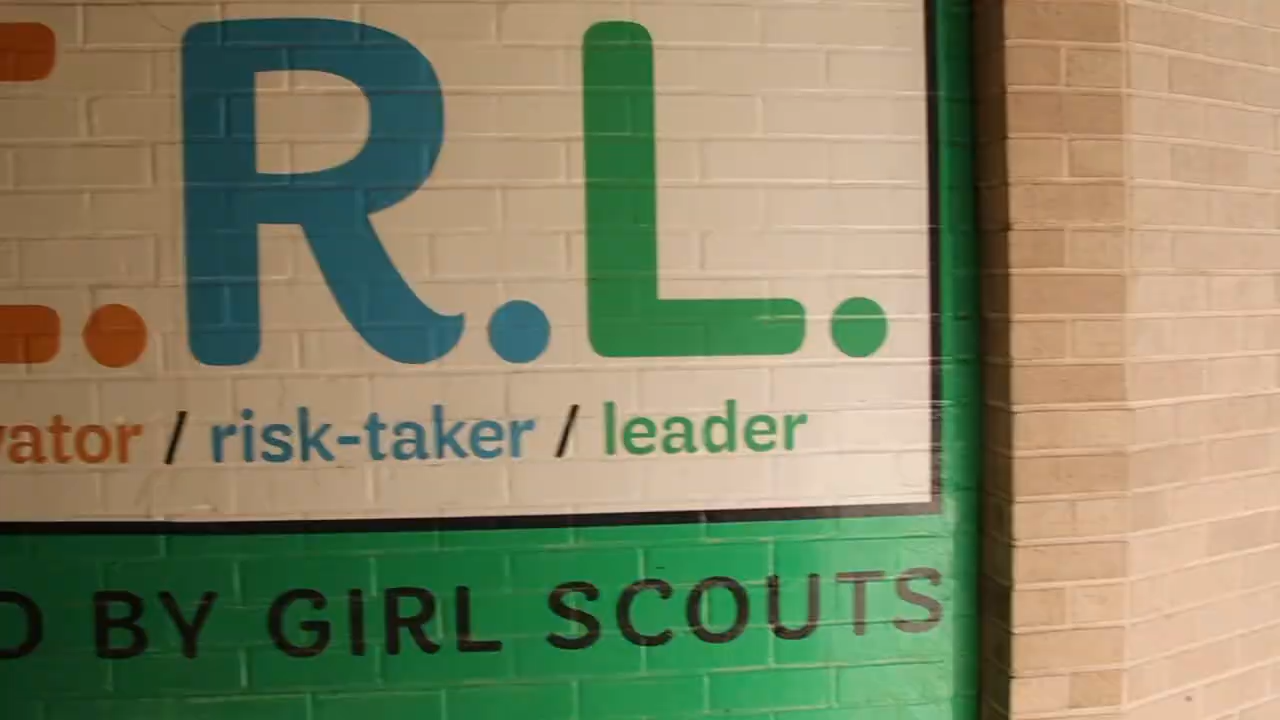 .R.L.
vator / risk-taker / leader
D BY GIRL SCOUTS